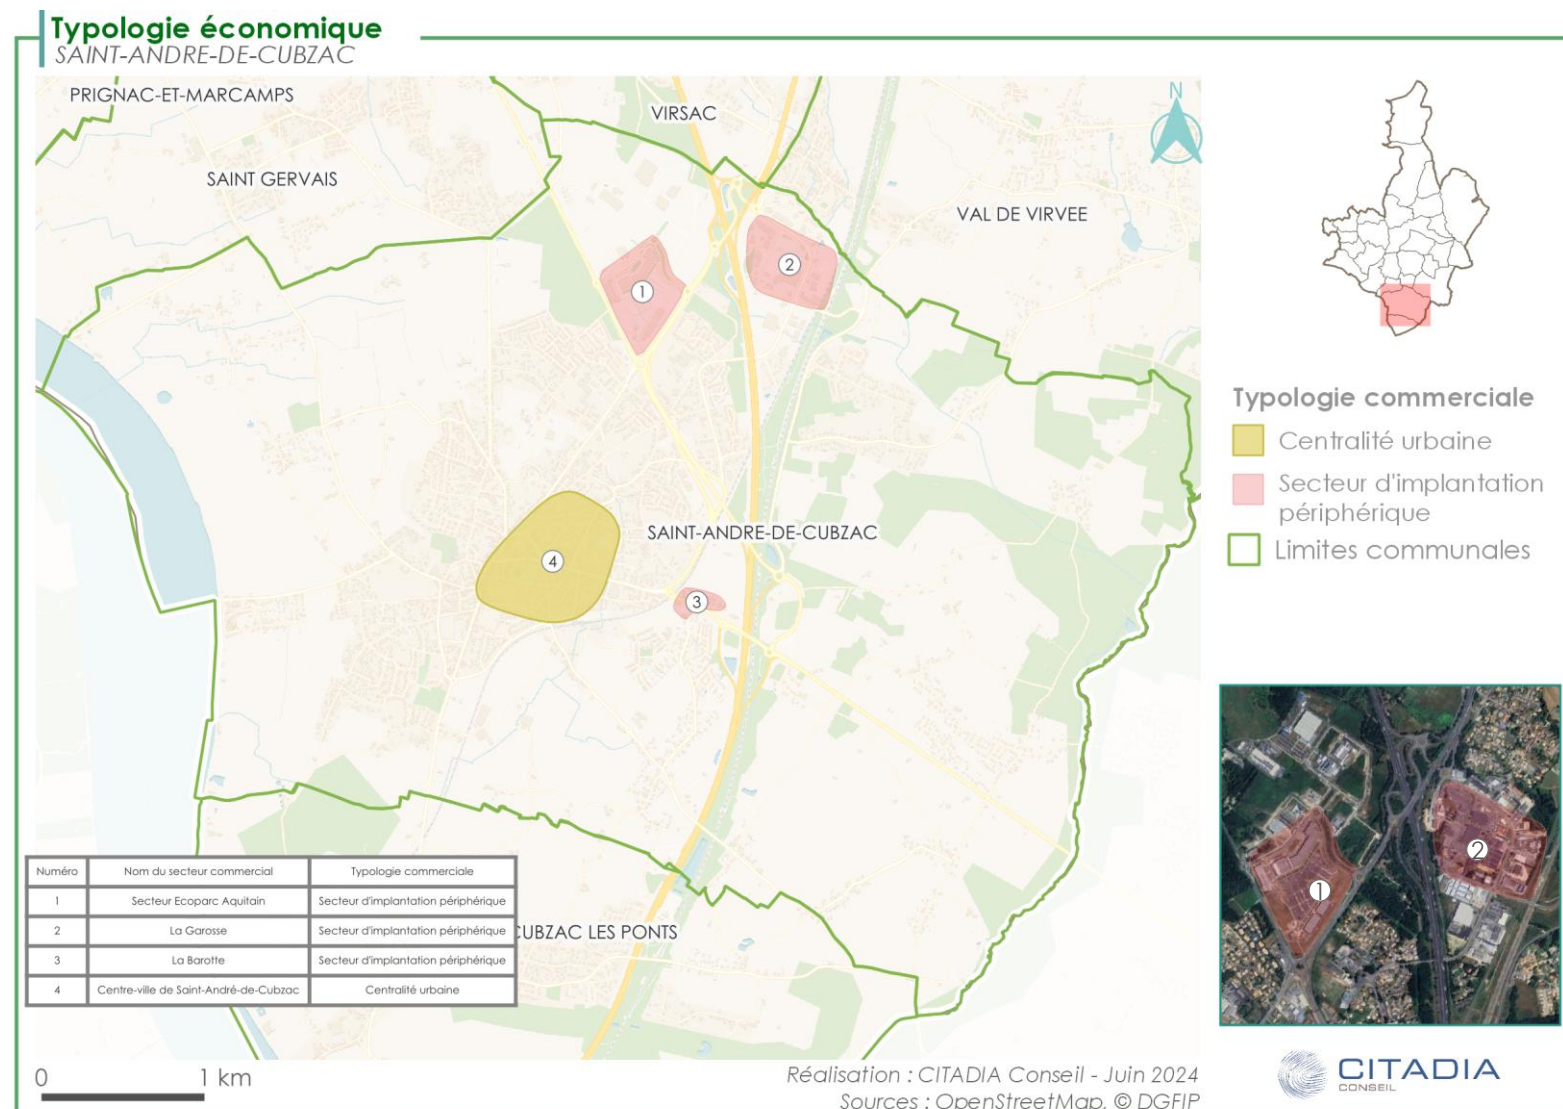 Typologie économique
SAINT-ANDRE-DE-CUBZAC
PRIGNAC-ET-MARCAMPS
VIRSAC
SAINT GERVAIS
VAL DE VIRVEE
N
1
2
SAINT-ANDRE-DE-CUBZAC
4
3
CUBZAC LES PONTS
Typologie commerciale
Centralité urbaine
Secteur d'implantation
périphérique
Limites communales
1
2
Numéro Nom du secteur commercial Typologie commerciale
1 Secteur Ecoparc Aquitain Secteur d'implantation périphérique
2 La Garosse Secteur d'implantation périphérique
3 La Barotte Secteur d'implantation périphérique
4 Centre-ville de Saint-André-de-Cubzac Centralité urbaine
0 1 km
Réalisation : CITADIA Conseil - Juin 2024
Sources : OpenStreetMap, © DGFIP
CITADIA
CONSEIL